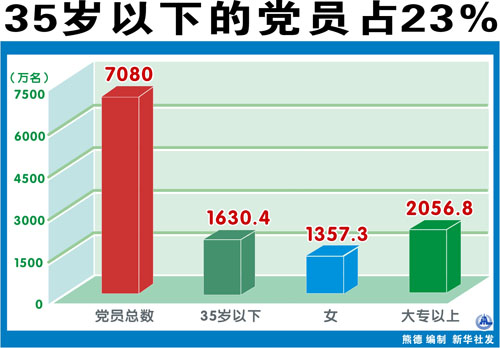 35岁以下的党员占23%
（万名）
7500
6000
4500
3000
1500
0
7080
1630.4
1357.3
2056.8
党员总数
35岁以下
女
大专以上
熊德 编制 新华社发